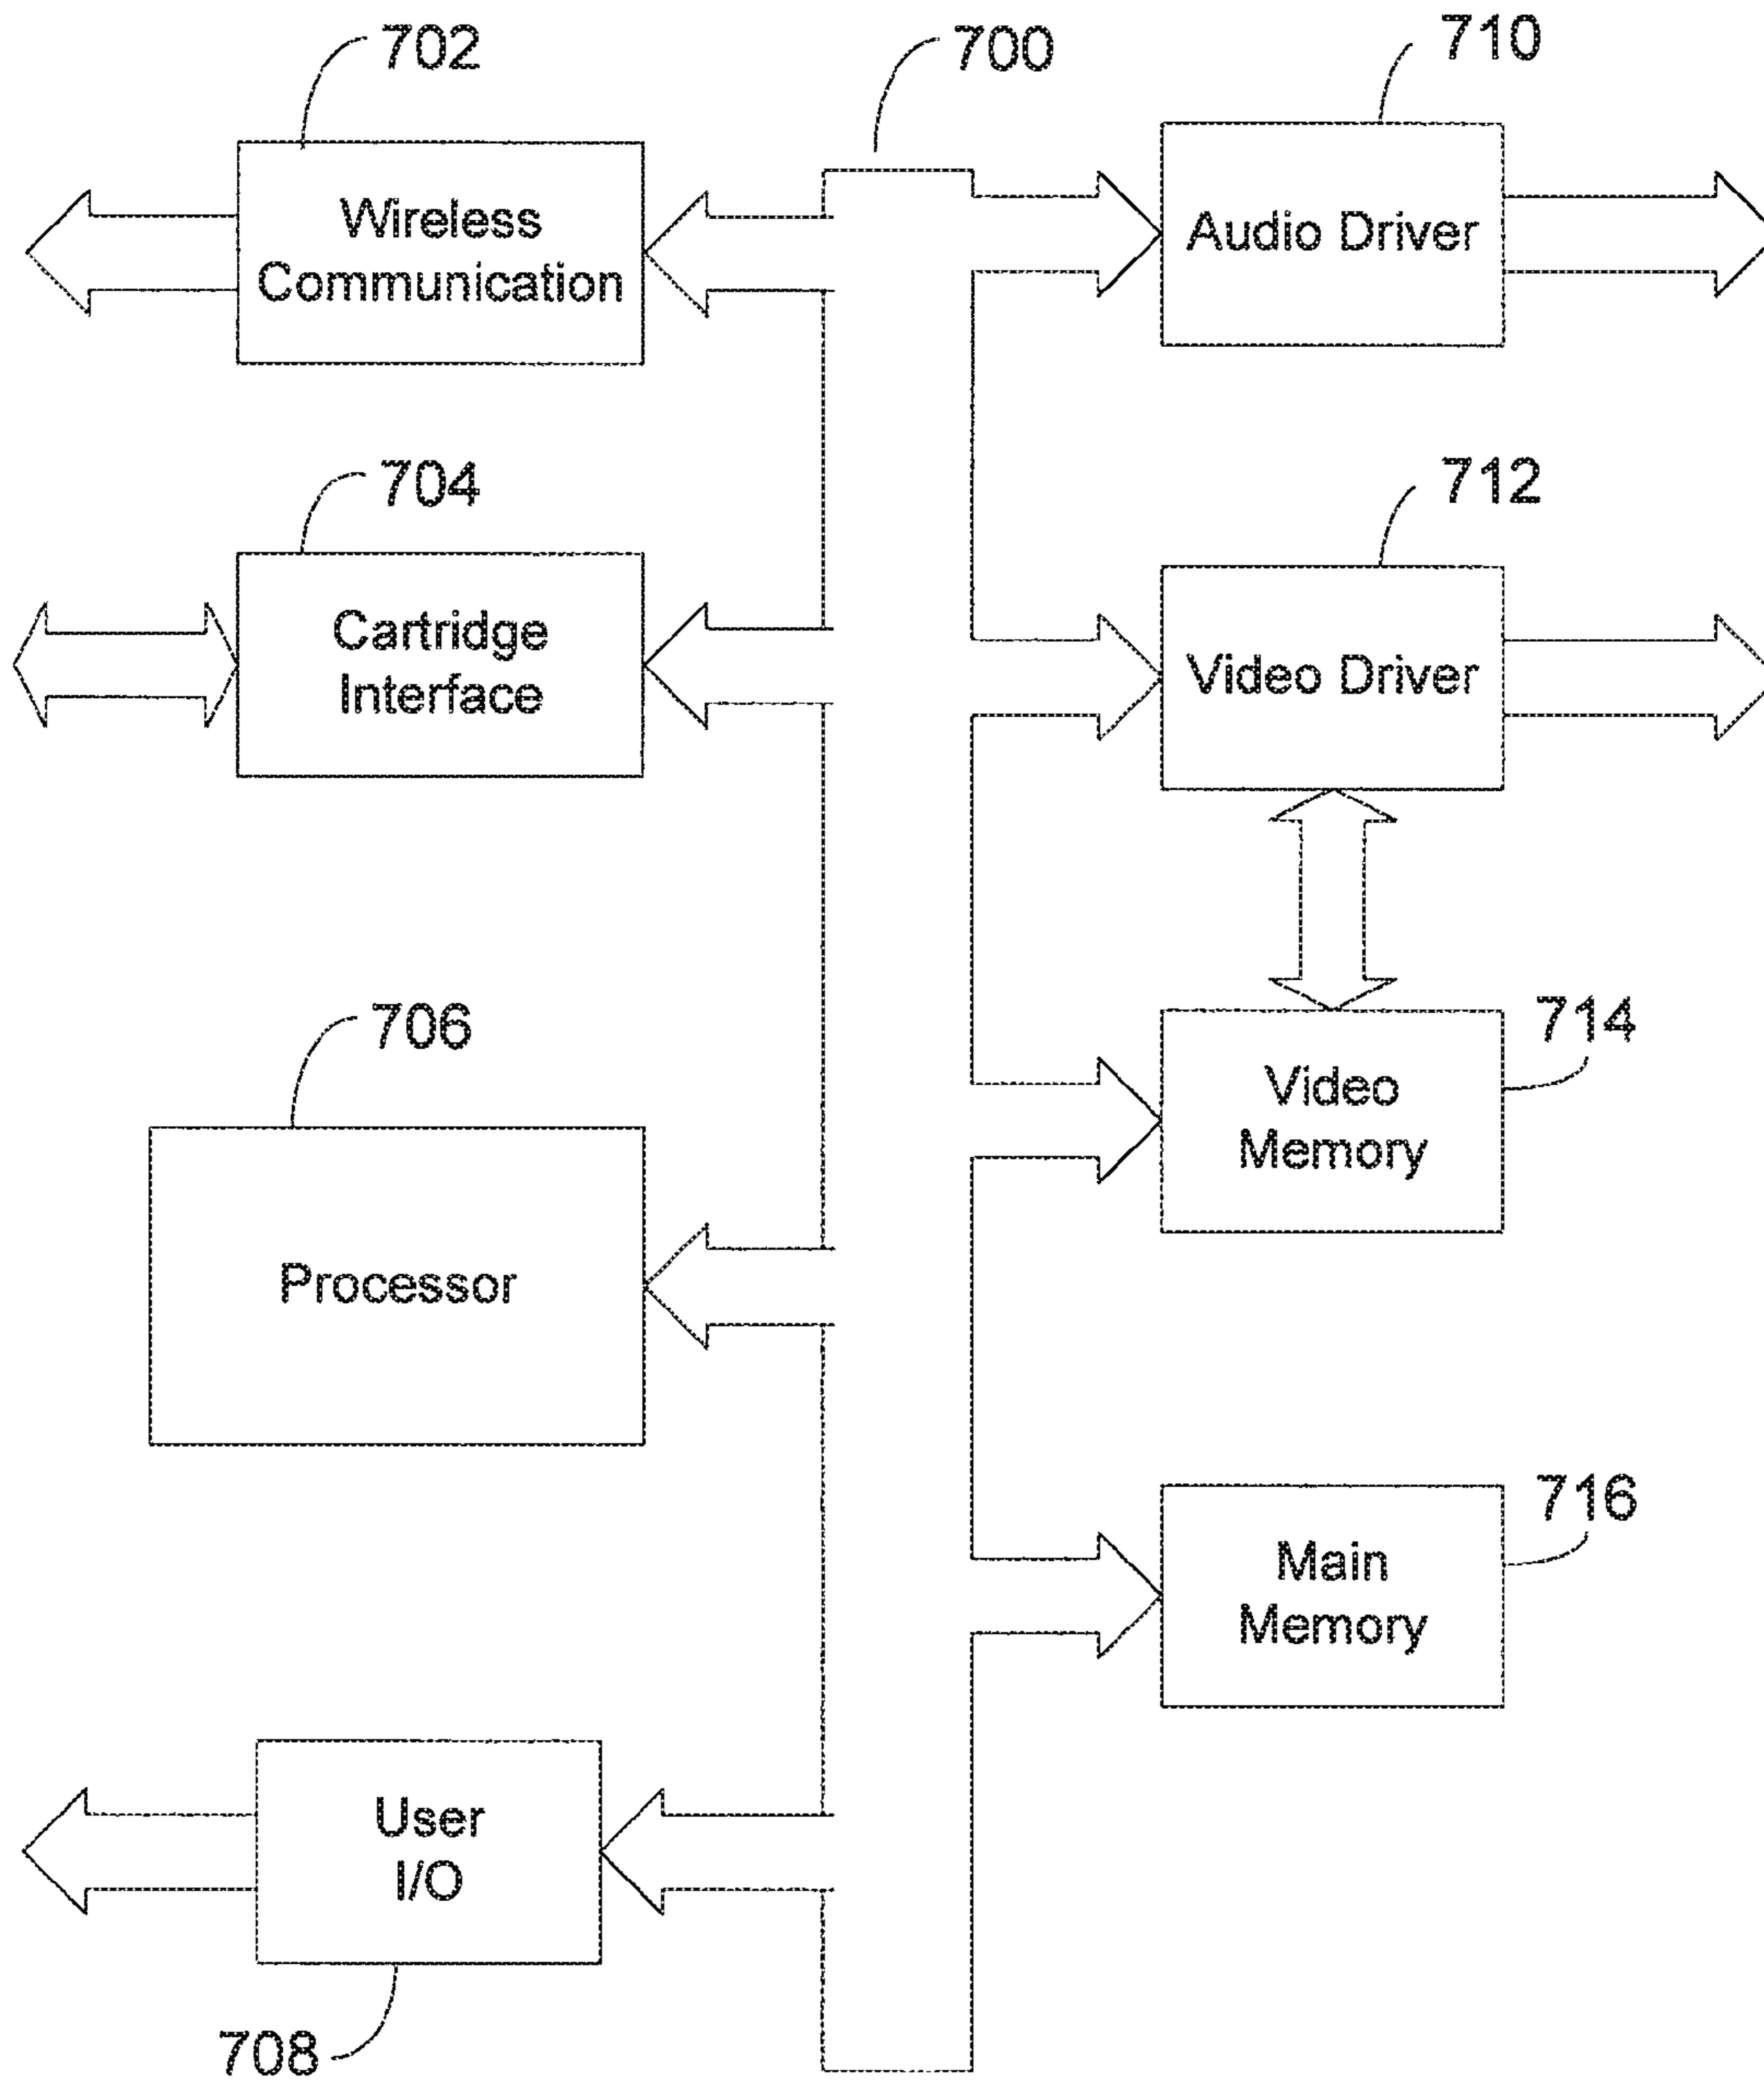 702
700
710
Wireless
Communication
Audio Driver
704
712
Cartridge
Interface
Video Driver
706
714
Video
Memory
Processor
716
Main
Memory
User
I/O
708